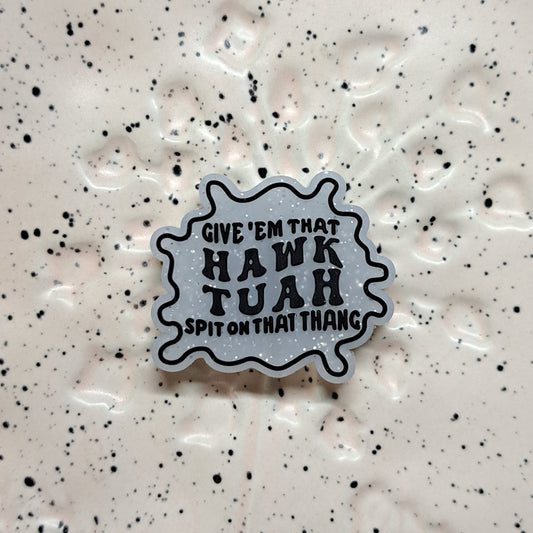 GIVE 'EM THAT
HAWK
TUAH
SPIT ON THAT THANG